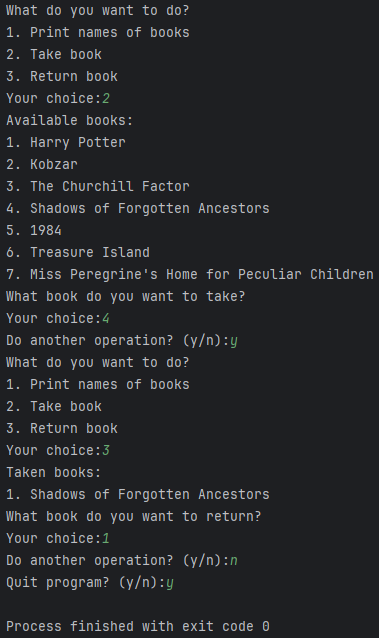 What do you want to do?
1. Print names of books
2. Take book
3. Return book
Your choice:2
Available books:
1. Harry Potter
2. Kobzar
3. The Churchill Factor
4. Shadows of Forgotten Ancestors
5. 1984
6. Treasure Island
7. Miss Peregrine's Home for Peculiar Children
What book do you want to take?
Your choice:4
Do another operation? (y/n):y
What do you want to do?
1. Print names of books
2. Take book
3. Return book
Your choice:3
Taken books:
1. Shadows of Forgotten Ancestors
What book do you want to return?
Your choice:1
Do another operation? (y/n):n
Quit program? (y/n):y
Process finished with exit code 0